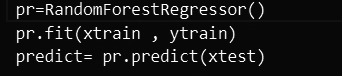 pr=RandomForestRegressor()
pr.fit(xtrain , ytrain)
predict= pr.predict(xtest)